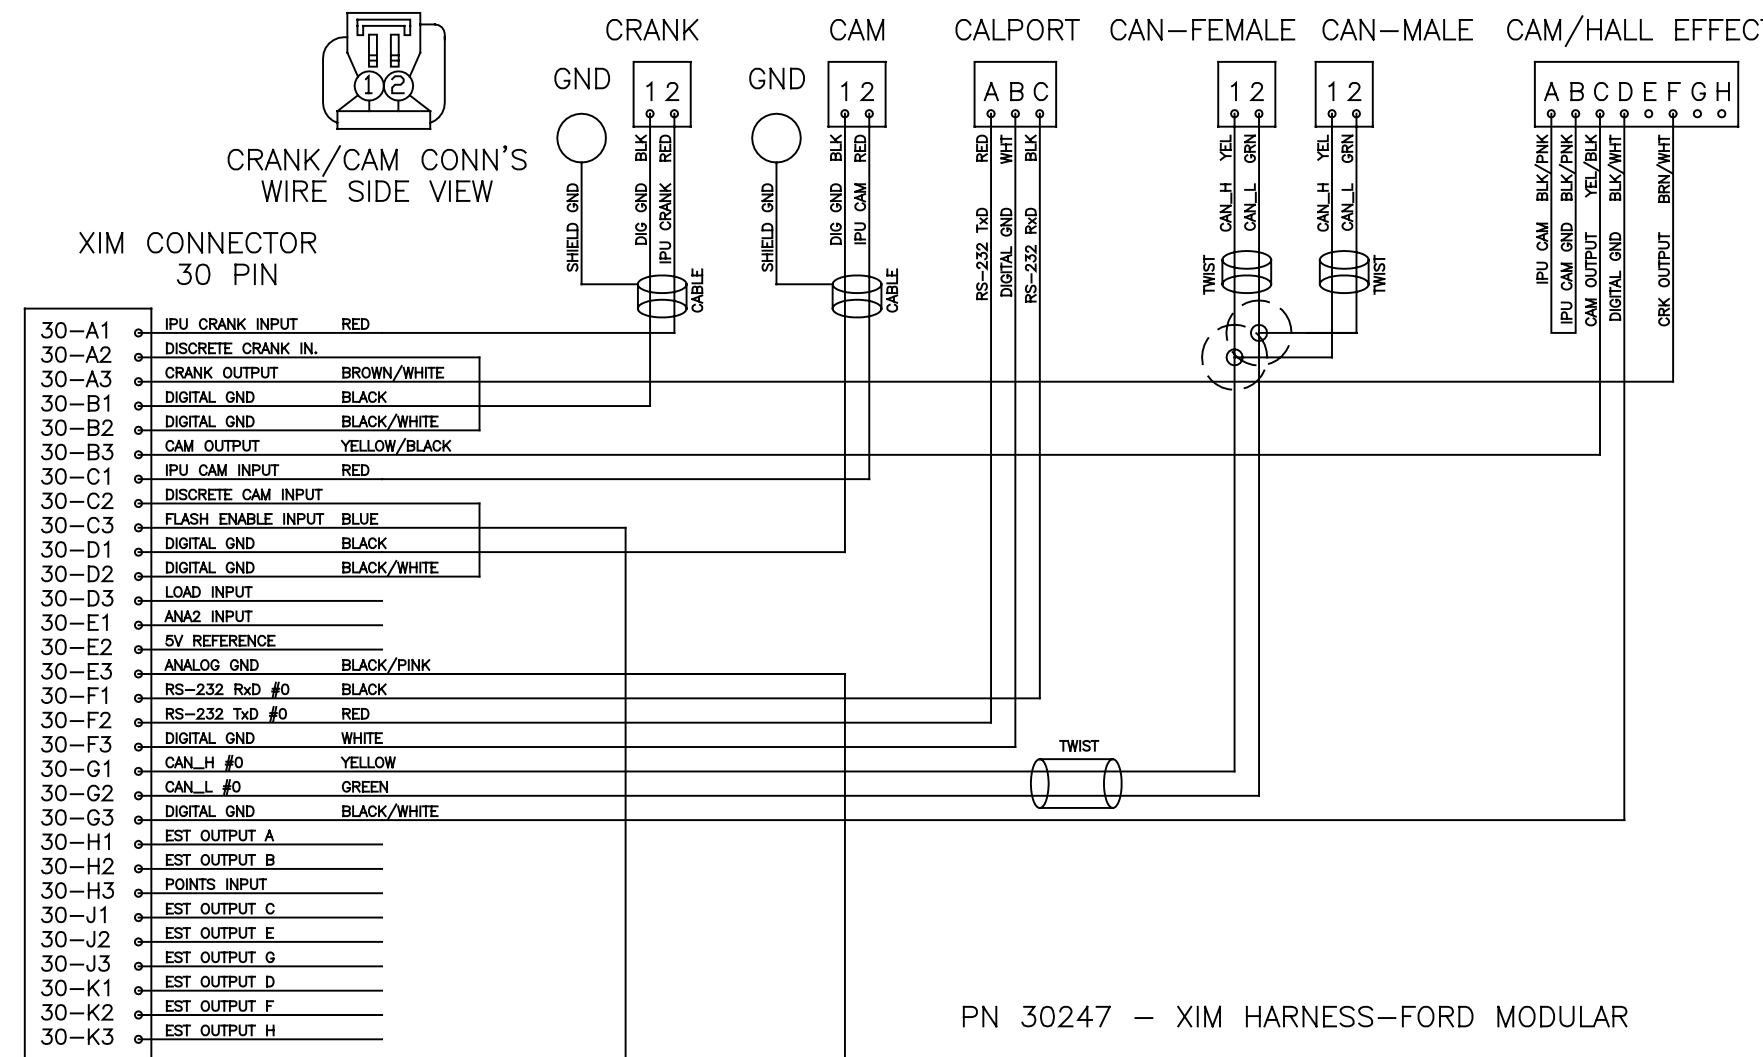 CRANK
CAM
CALPORT
CAN-FEMALE
CAN-MALE
CAM/HALL EFFECT
GND
1 2
GND
1 2
A B C
1 2
1 2
A B C D E F G H
1 2
CRANK/CAM CONN'S
WIRE SIDE VIEW
SHIELD GND
DIG GND BLK
IPU CRANK RED
CABLE
SHIELD GND
DIG GND BLK
IPU CAM RED
CABLE
RS-232 TxD RED
DIGITAL GND WHT
RS-232 RxD BLK
CAN_H YEL
CAN_L GRN
TWIST
CAN_H YEL
CAN_L GRN
TWIST
IPU CAM BLK/PNK
IPU CAM GND BLK/PNK
CAM OUTPUT YEL/BLK
DIGITAL GND BLK/WHT
CRK OUTPUT BRN/WHT
XIM CONNECTOR
30 PIN
30-A1 IPU CRANK INPUT RED
30-A2 DISCRETE CRANK IN.
30-A3 CRANK OUTPUT BROWN/WHITE
30-B1 DIGITAL GND BLACK
30-B2 DIGITAL GND BLACK/WHITE
30-B3 CAM OUTPUT YELLOW/BLACK
30-C1 IPU CAM INPUT RED
30-C2 DISCRETE CAM INPUT
30-C3 FLASH ENABLE INPUT BLUE
30-D1 DIGITAL GND BLACK
30-D2 DIGITAL GND BLACK/WHITE
30-D3 LOAD INPUT
30-E1 ANA2 INPUT
30-E2 5V REFERENCE
30-E3 ANALOG GND BLACK/PINK
30-F1 RS-232 RxD #0 BLACK
30-F2 RS-232 TxD #0 RED
30-F3 DIGITAL GND WHITE
TWIST
30-G1 CAN_H #0 YELLOW
30-G2 CAN_L #0 GREEN
30-G3 DIGITAL GND BLACK/WHITE
30-H1 EST OUTPUT A
30-H2 EST OUTPUT B
30-H3 POINTS INPUT
30-J1 EST OUTPUT C
30-J2 EST OUTPUT E
30-J3 EST OUTPUT G
30-K1 EST OUTPUT D
30-K2 EST OUTPUT F
30-K3 EST OUTPUT H
PN 30247 - XIM HARNESS-FORD MODULAR